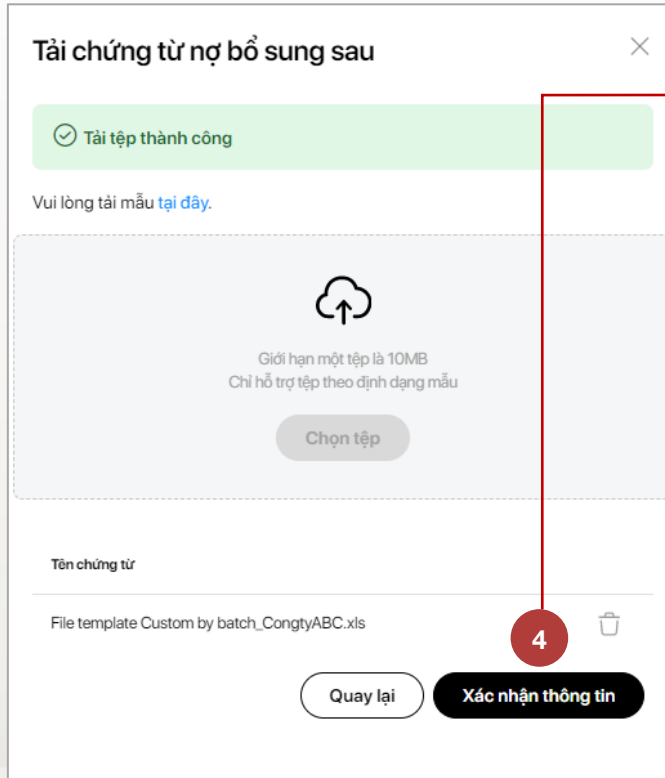 Tải chứng từ nợ bổ sung sau
Tải tệp thành công
Vui lòng tải mẫu tại đây.
Giới hạn một tệp là 10MB
Chỉ hỗ trợ tệp theo định dạng mẫu
Chọn tệp
Tên chứng từ
File template Custom by batch_CongtyABC.xls
4
Quay lại
Xác nhận thông tin